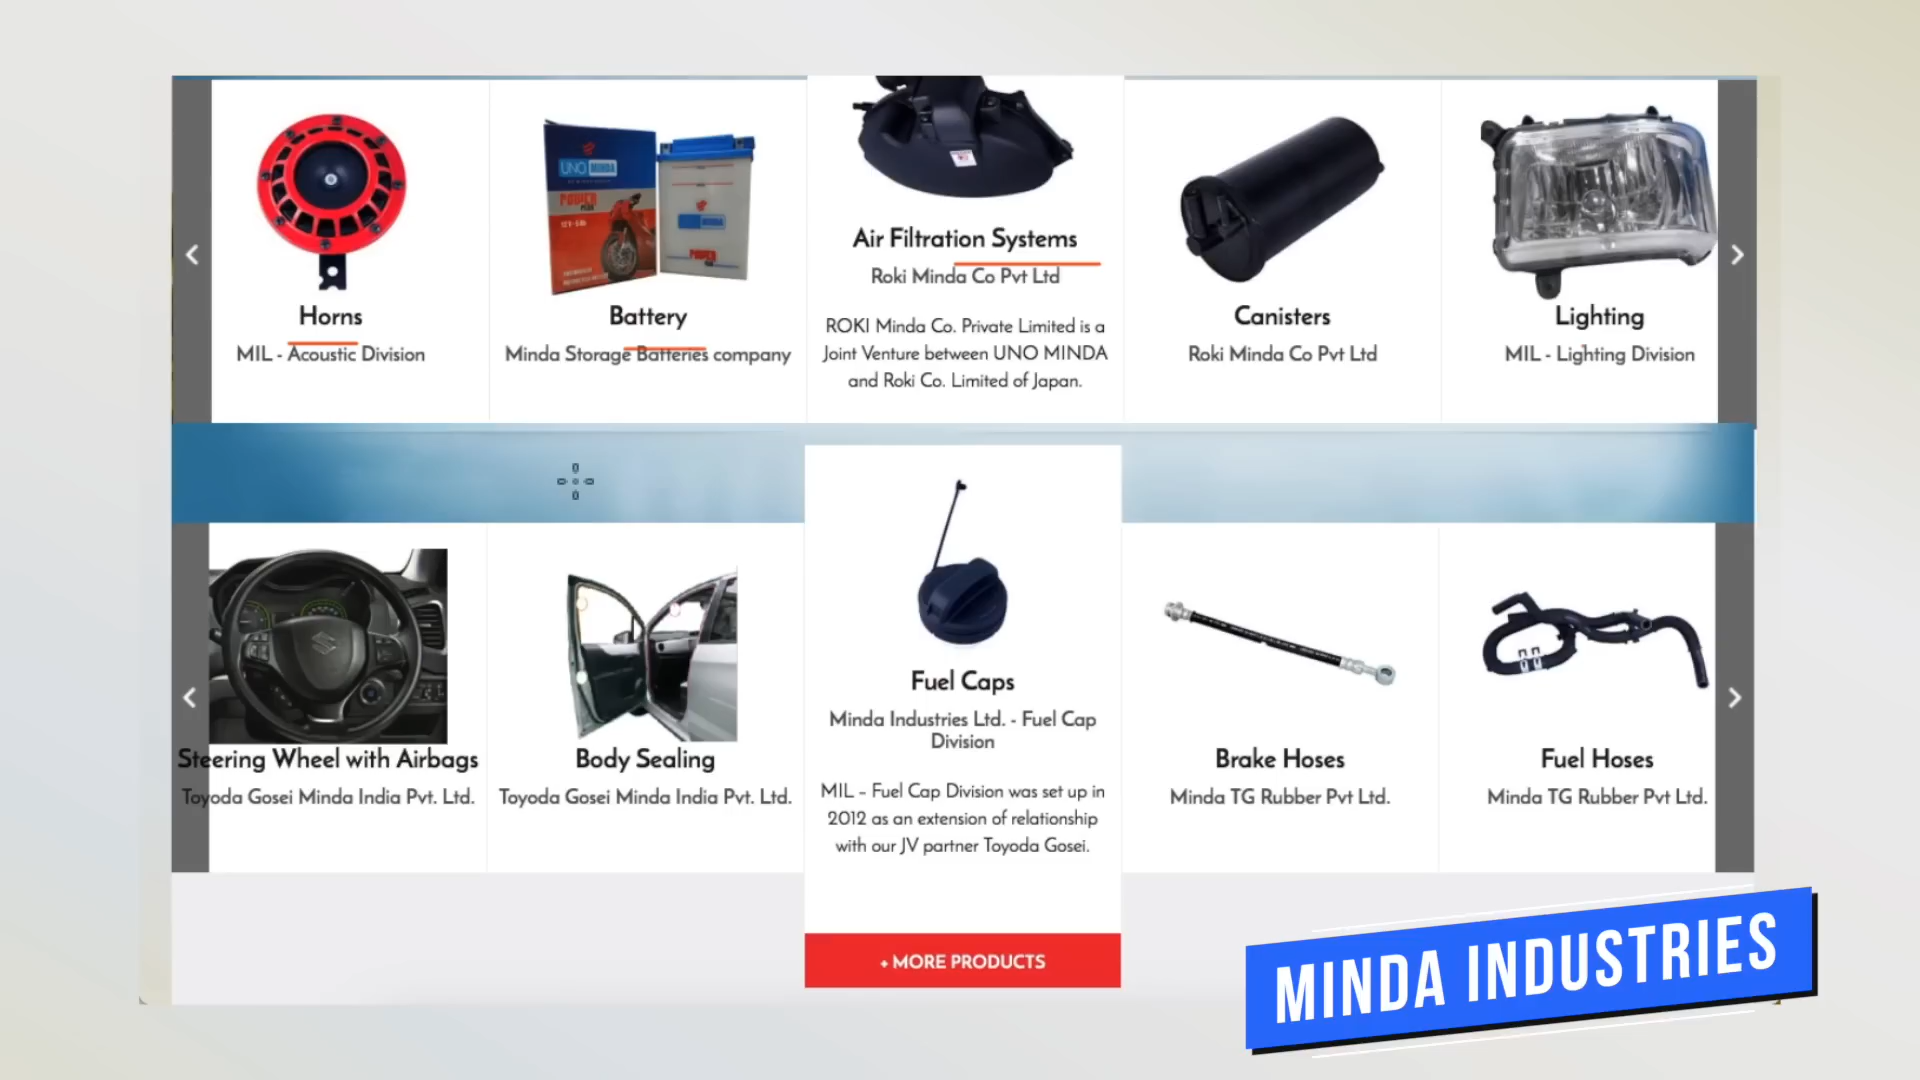 UNO MINDA
POWER
MINDA
POWER
Horns
MIL - Acoustic Division
Battery
Minda Storage Batteries company
Air Filtration Systems
Roki Minda Co Pvt Ltd
ROKI Minda Co. Private Limited is a
Joint Venture between UNO MINDA
and Roki Co. Limited of Japan.
Canisters
Roki Minda Co Pvt Ltd
Lighting
MIL - Lighting Division
Steering Wheel with Airbags
Toyoda Gosei Minda India Pvt. Ltd.
Body Sealing
Toyoda Gosei Minda India Pvt. Ltd.
Fuel Caps
Minda Industries Ltd. - Fuel Cap
Division
MIL – Fuel Cap Division was set up in
2012 as an extension of relationship
with our JV partner Toyoda Gosei.
Brake Hoses
Minda TG Rubber Pvt Ltd.
Fuel Hoses
Minda TG Rubber Pvt Ltd.
+ MORE PRODUCTS
MINDA INDUSTRIES